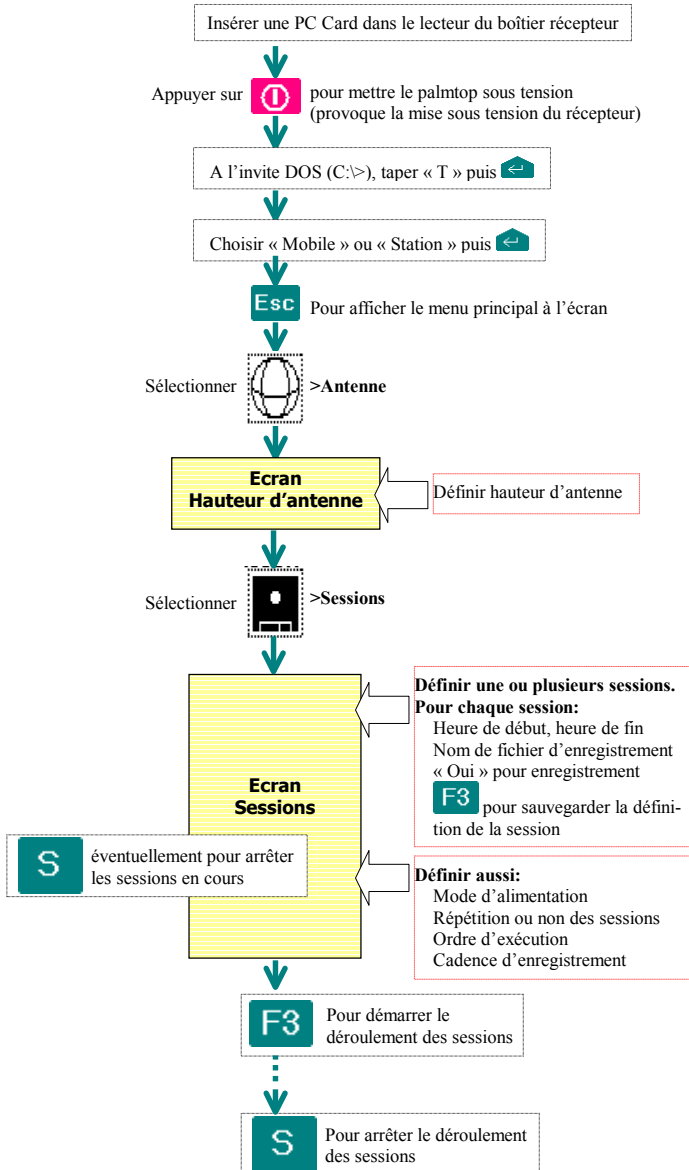 Insérer une PC Card dans le lecteur du boîtier récepteur
Appuyer sur pour mettre le palmtop sous tension
(provoque la mise sous tension du récepteur)
A l’invite DOS (C:\>), taper « T » puis
Choisir « Mobile » ou « Station » puis
Esc Pour afficher le menu principal à l’écran
Sélectionner >Antenne
Ecran
Hauteur d’antenne
Définir hauteur d’antenne
Sélectionner >Sessions
Définir une ou plusieurs sessions.
Pour chaque session:
Heure de début, heure de fin
Nom de fichier d’enregistrement
« Oui » pour enregistrement
F3 pour sauvegarder la défini-
tion de la session
Ecran
Sessions
S éventuellement pour arrêter
les sessions en cours
Définir aussi:
Mode d’alimentation
Répétition ou non des sessions
Ordre d’exécution
Cadence d’enregistrement
F3 Pour démarrer le
déroulement des sessions
S Pour arrêter le déroulement
des sessions